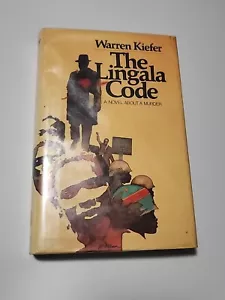 Warren Kiefer
The
Lingala
Code
A NOVEL ABOUT A MURDER